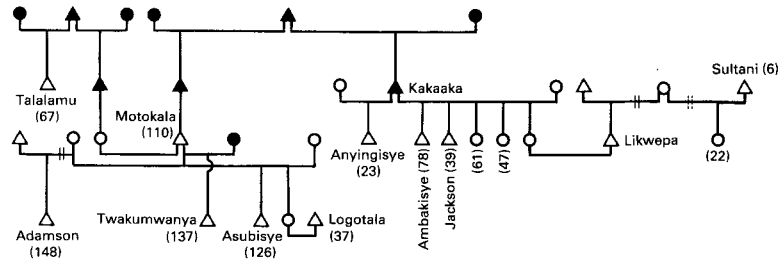 Sultani (6)
Talalamu
(67)
Motokala
(110)
Kakaaka
Anyingisye
(23)
Ambakisye (78)
Jackson (39)
(61)
(47)
Likwepa
(22)
Adamson
(148)
Twakumwanya
(137)
Asubisye
(126)
Logotala
(37)